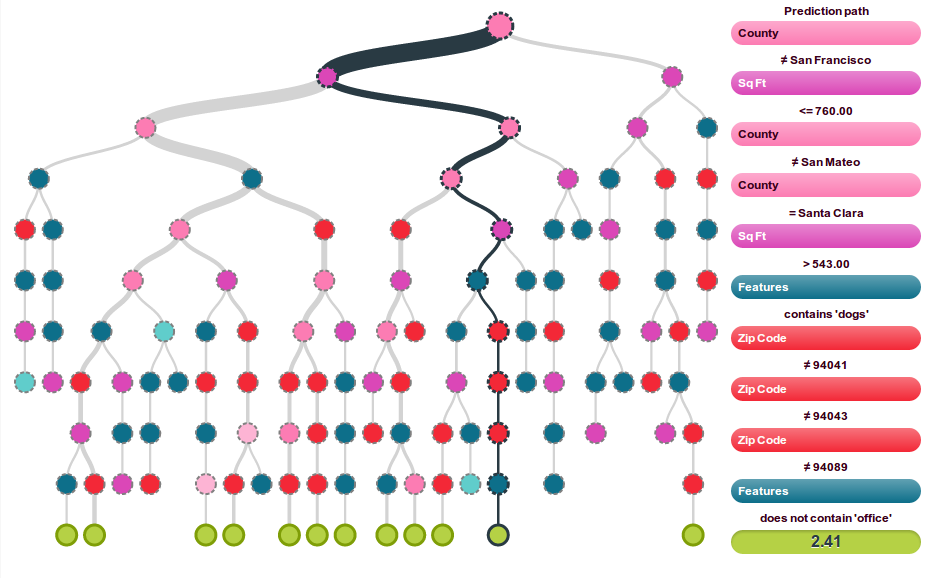 Prediction path
County
≠ San Francisco
Sq Ft
<= 760.00
County
≠ San Mateo
County
= Santa Clara
Sq Ft
> 543.00
Features
contains 'dogs'
Zip Code
≠ 94041
Zip Code
≠ 94043
Zip Code
≠ 94089
Features
does not contain 'office'
2.41